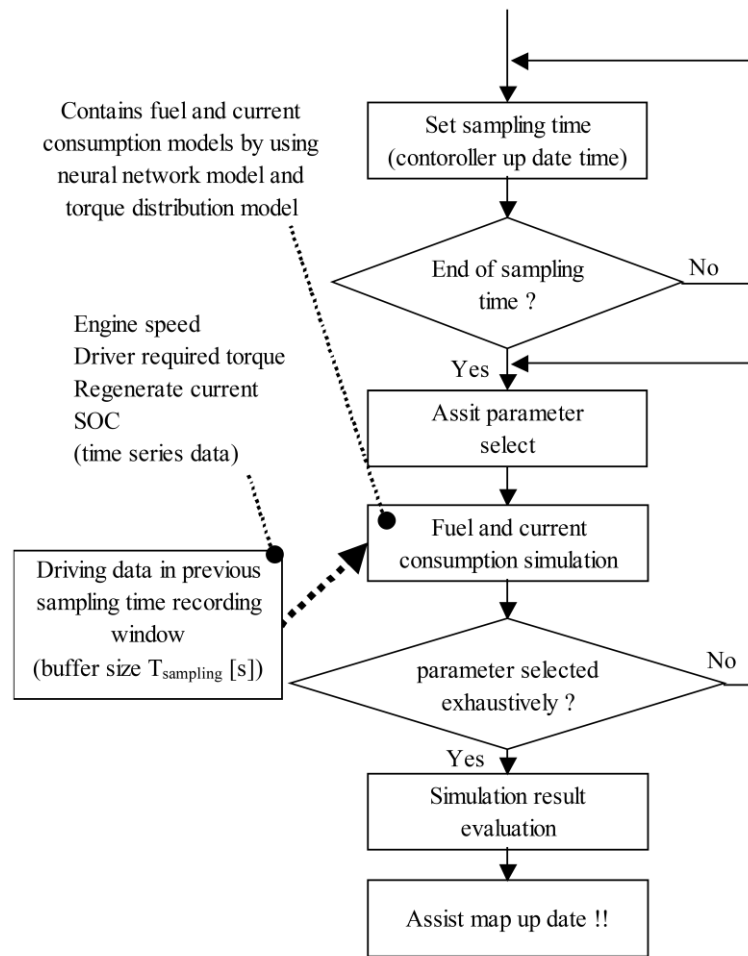 Contains fuel and current
consumption models by using
neural network model and
torque distribution model
Set sampling time
(contoroller up date time)
End of sampling
time ?
No
Yes
Engine speed
Driver required torque
Regenerate current
SOC
(time series data)
Assit parameter
select
Fuel and current
consumption simulation
Driving data in previous
sampling time recording
window
(buffer size Tsampling [s])
parameter selected
exhaustively ?
No
Yes
Simulation result
evaluation
Assist map up date !!